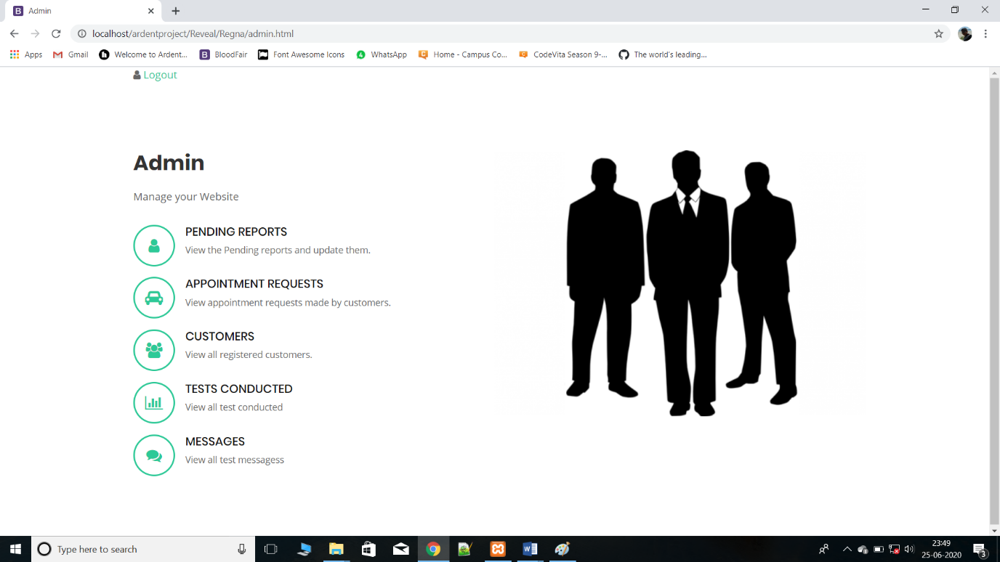 Admin
localhost/ardentproject/Reveal/Regna/admin.html
Apps Gmail Welcome to Ardent... BloodFair Font Awesome Icons WhatsApp Home - Campus Co... CodeVita Season 9-... The world's leading...
Logout
Admin
Manage your Website
PENDING REPORTS
View the Pending reports and update them.
APPOINTMENT REQUESTS
View appointment requests made by customers.
CUSTOMERS
View all registered customers.
TESTS CONDUCTED
View all test conducted
MESSAGES
View all test messagess
Type here to search
23:49
25-06-2020
3